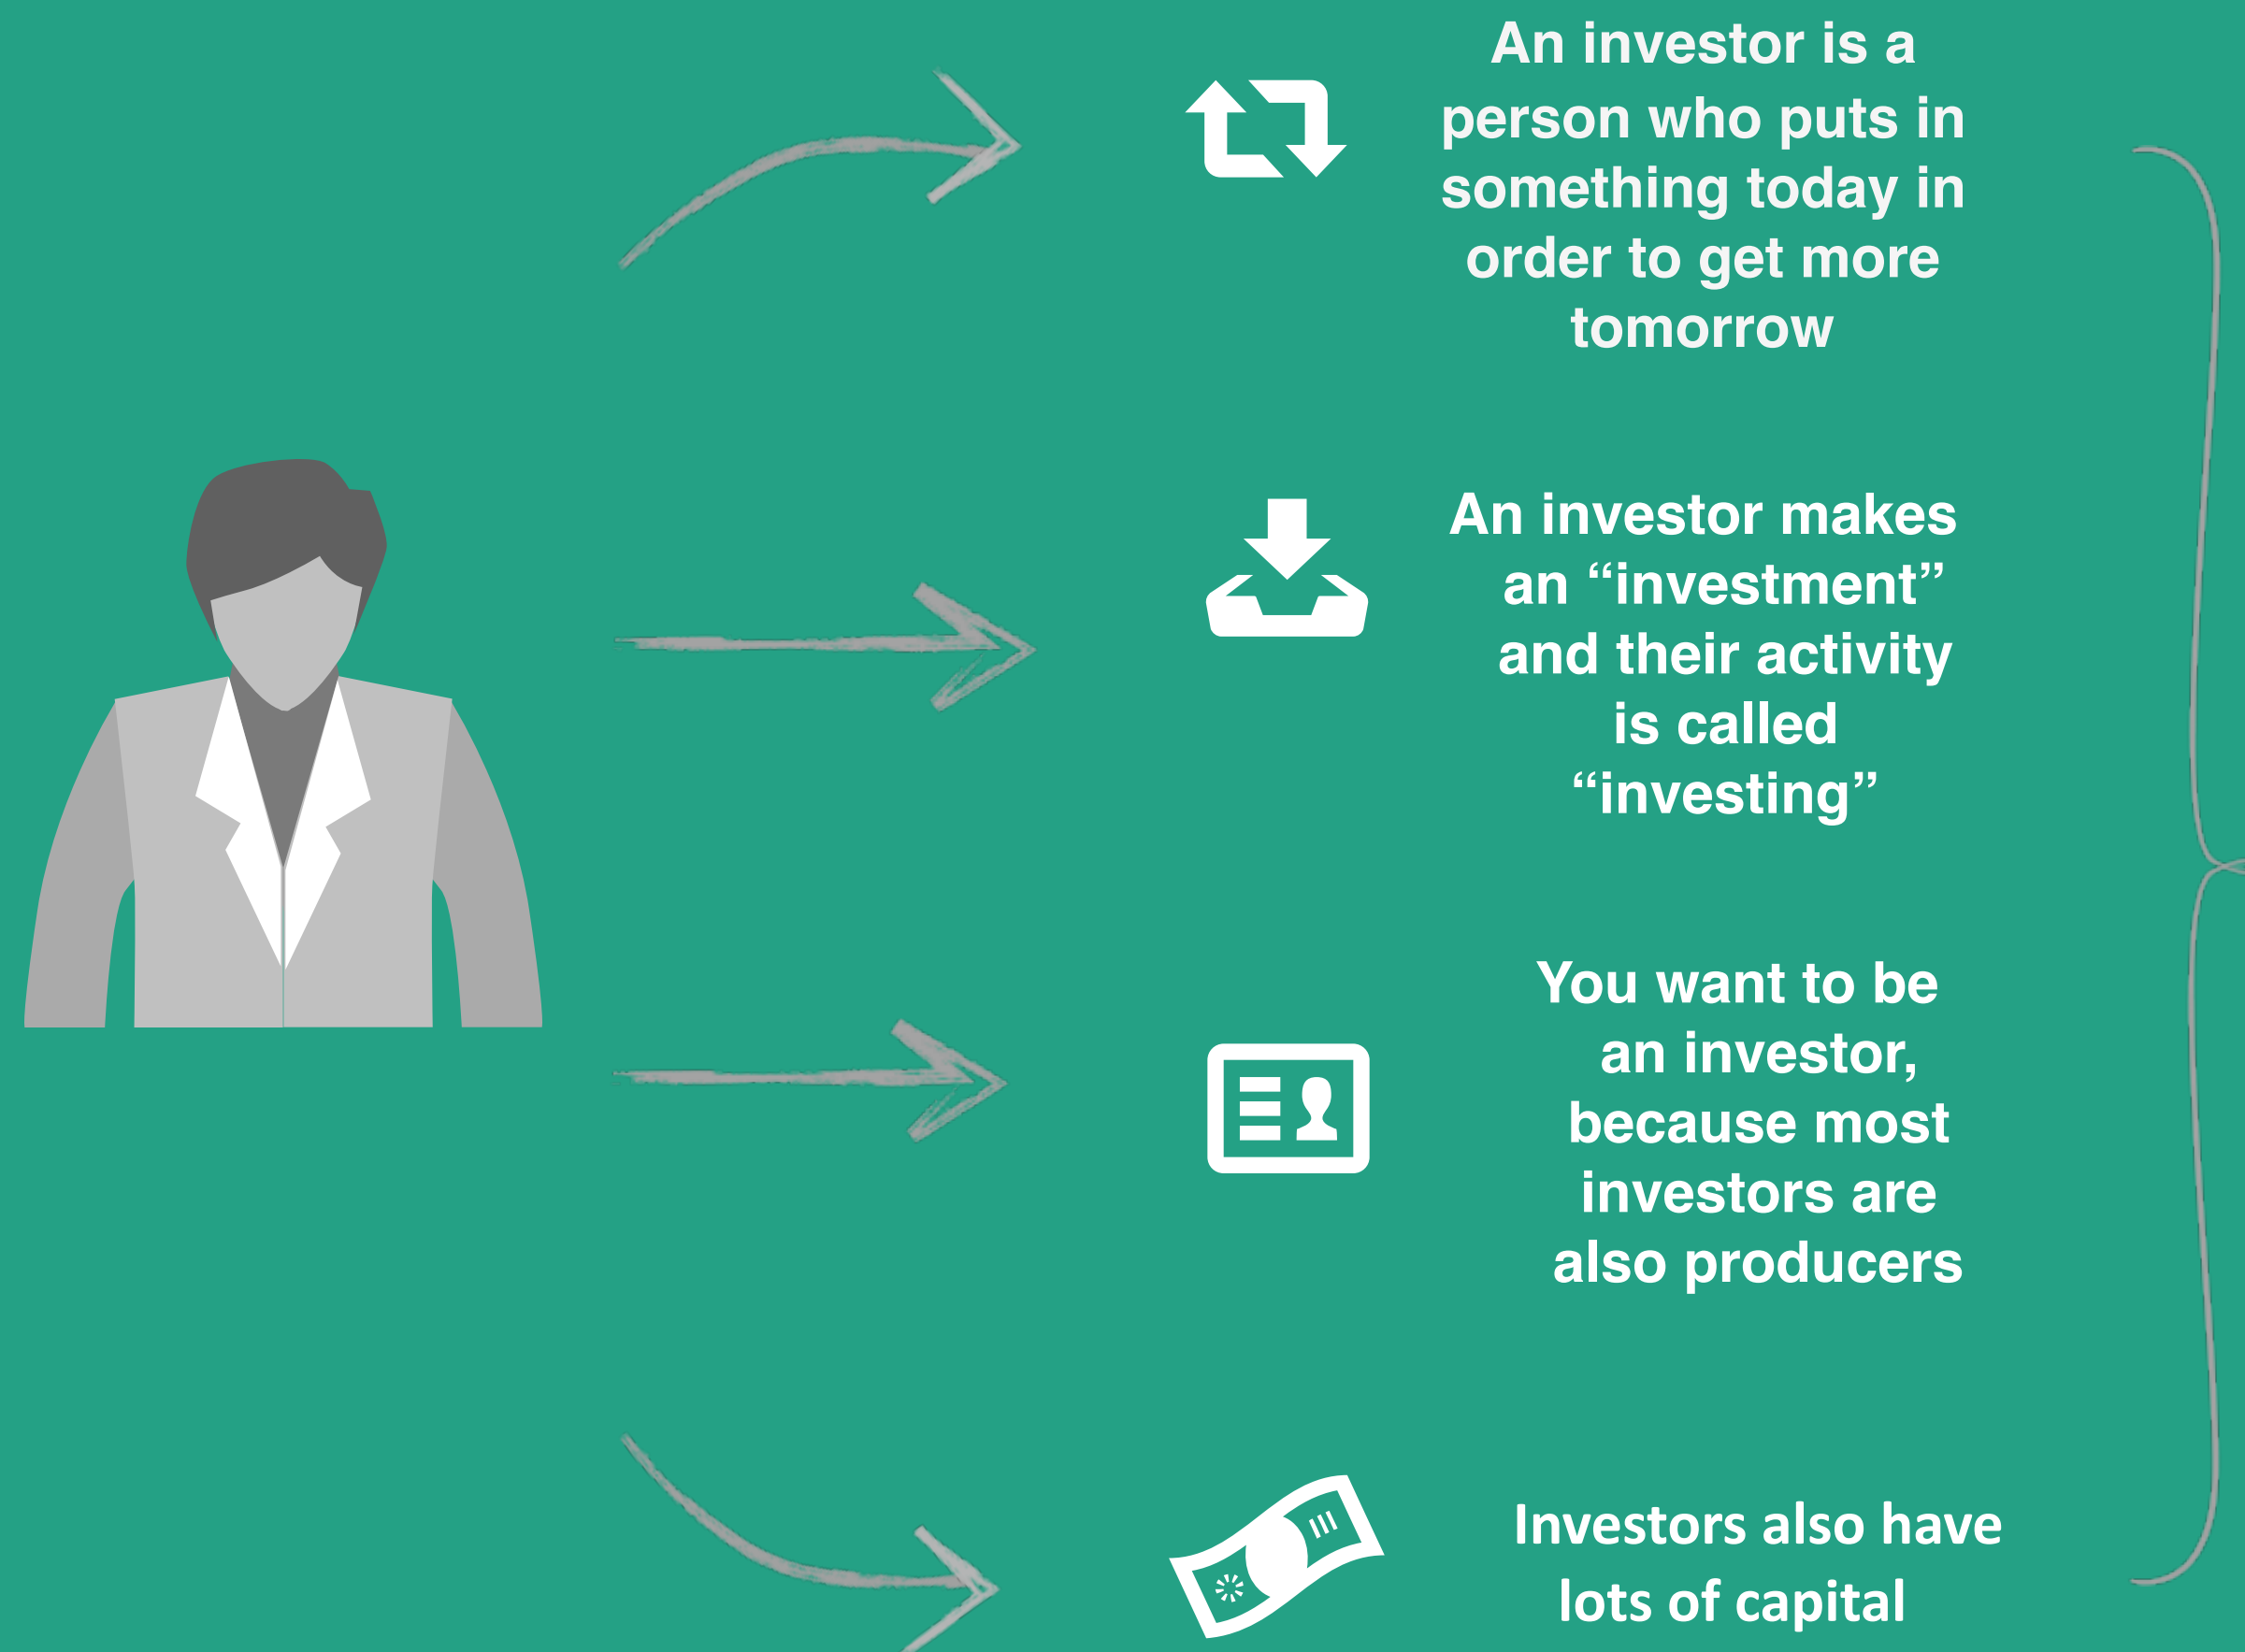 An investor is a
person who puts in
something today in
order to get more
tomorrow
An investor makes
an “investment”
and their activity
is called
“investing”
You want to be
an investor,
because most
investors are
also producers
Investors also have
lots of capital